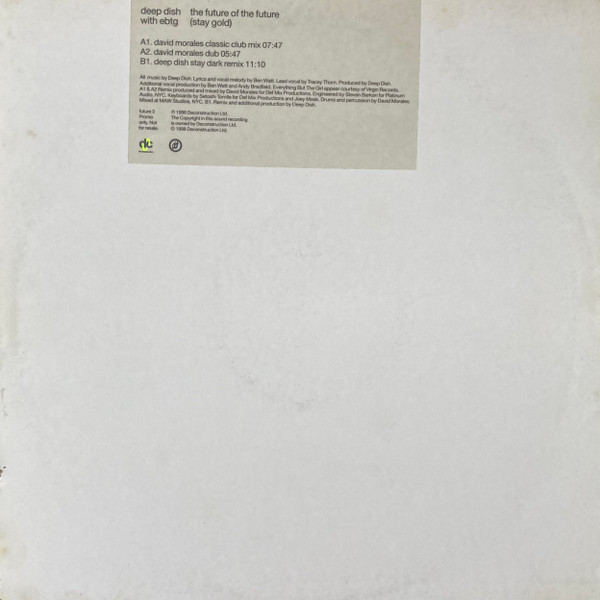 deep dish the future of the future
with ebtg (stay gold)
A1. david morales classic club mix 07:47
A2. david morales dub 05:47
B1. deep dish stay dark remix 11:10
All music by Deep Dish. Lyrics and vocal melody by Ben Watt. Lead vocal by Tracey Thorn. Produced by Deep Dish.
Additional vocal production by Ben Watt and Andy Bradfield. Everything But The Girl appear courtesy of Virgin Records.
A1 & A2 Remix produced and mixed by David Morales for Def Mix Productions. Engineered by Steven Barkan for Platinum
Audio, NYC. Keyboards by Satoshi Tomiie for Def Mix Productions and Joey Mosk. Drums and percussion by David Morales
Mixed at MAW Studios, NYC. B1. Remix and additional production by Deep Dish.
future 2 ℗ 1998 Deconstruction Ltd.
Promo The Copyright in this sound recording
only. Not is owned by Deconstruction Ltd.
for resale. © 1998 Deconstruction Ltd.
dc